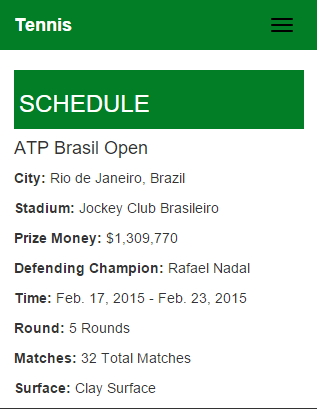 Tennis
SCHEDULE
ATP Brasil Open
City: Rio de Janeiro, Brazil
Stadium: Jockey Club Brasileiro
Prize Money: $1,309,770
Defending Champion: Rafael Nadal
Time: Feb. 17, 2015 - Feb. 23, 2015
Round: 5 Rounds
Matches: 32 Total Matches
Surface: Clay Surface